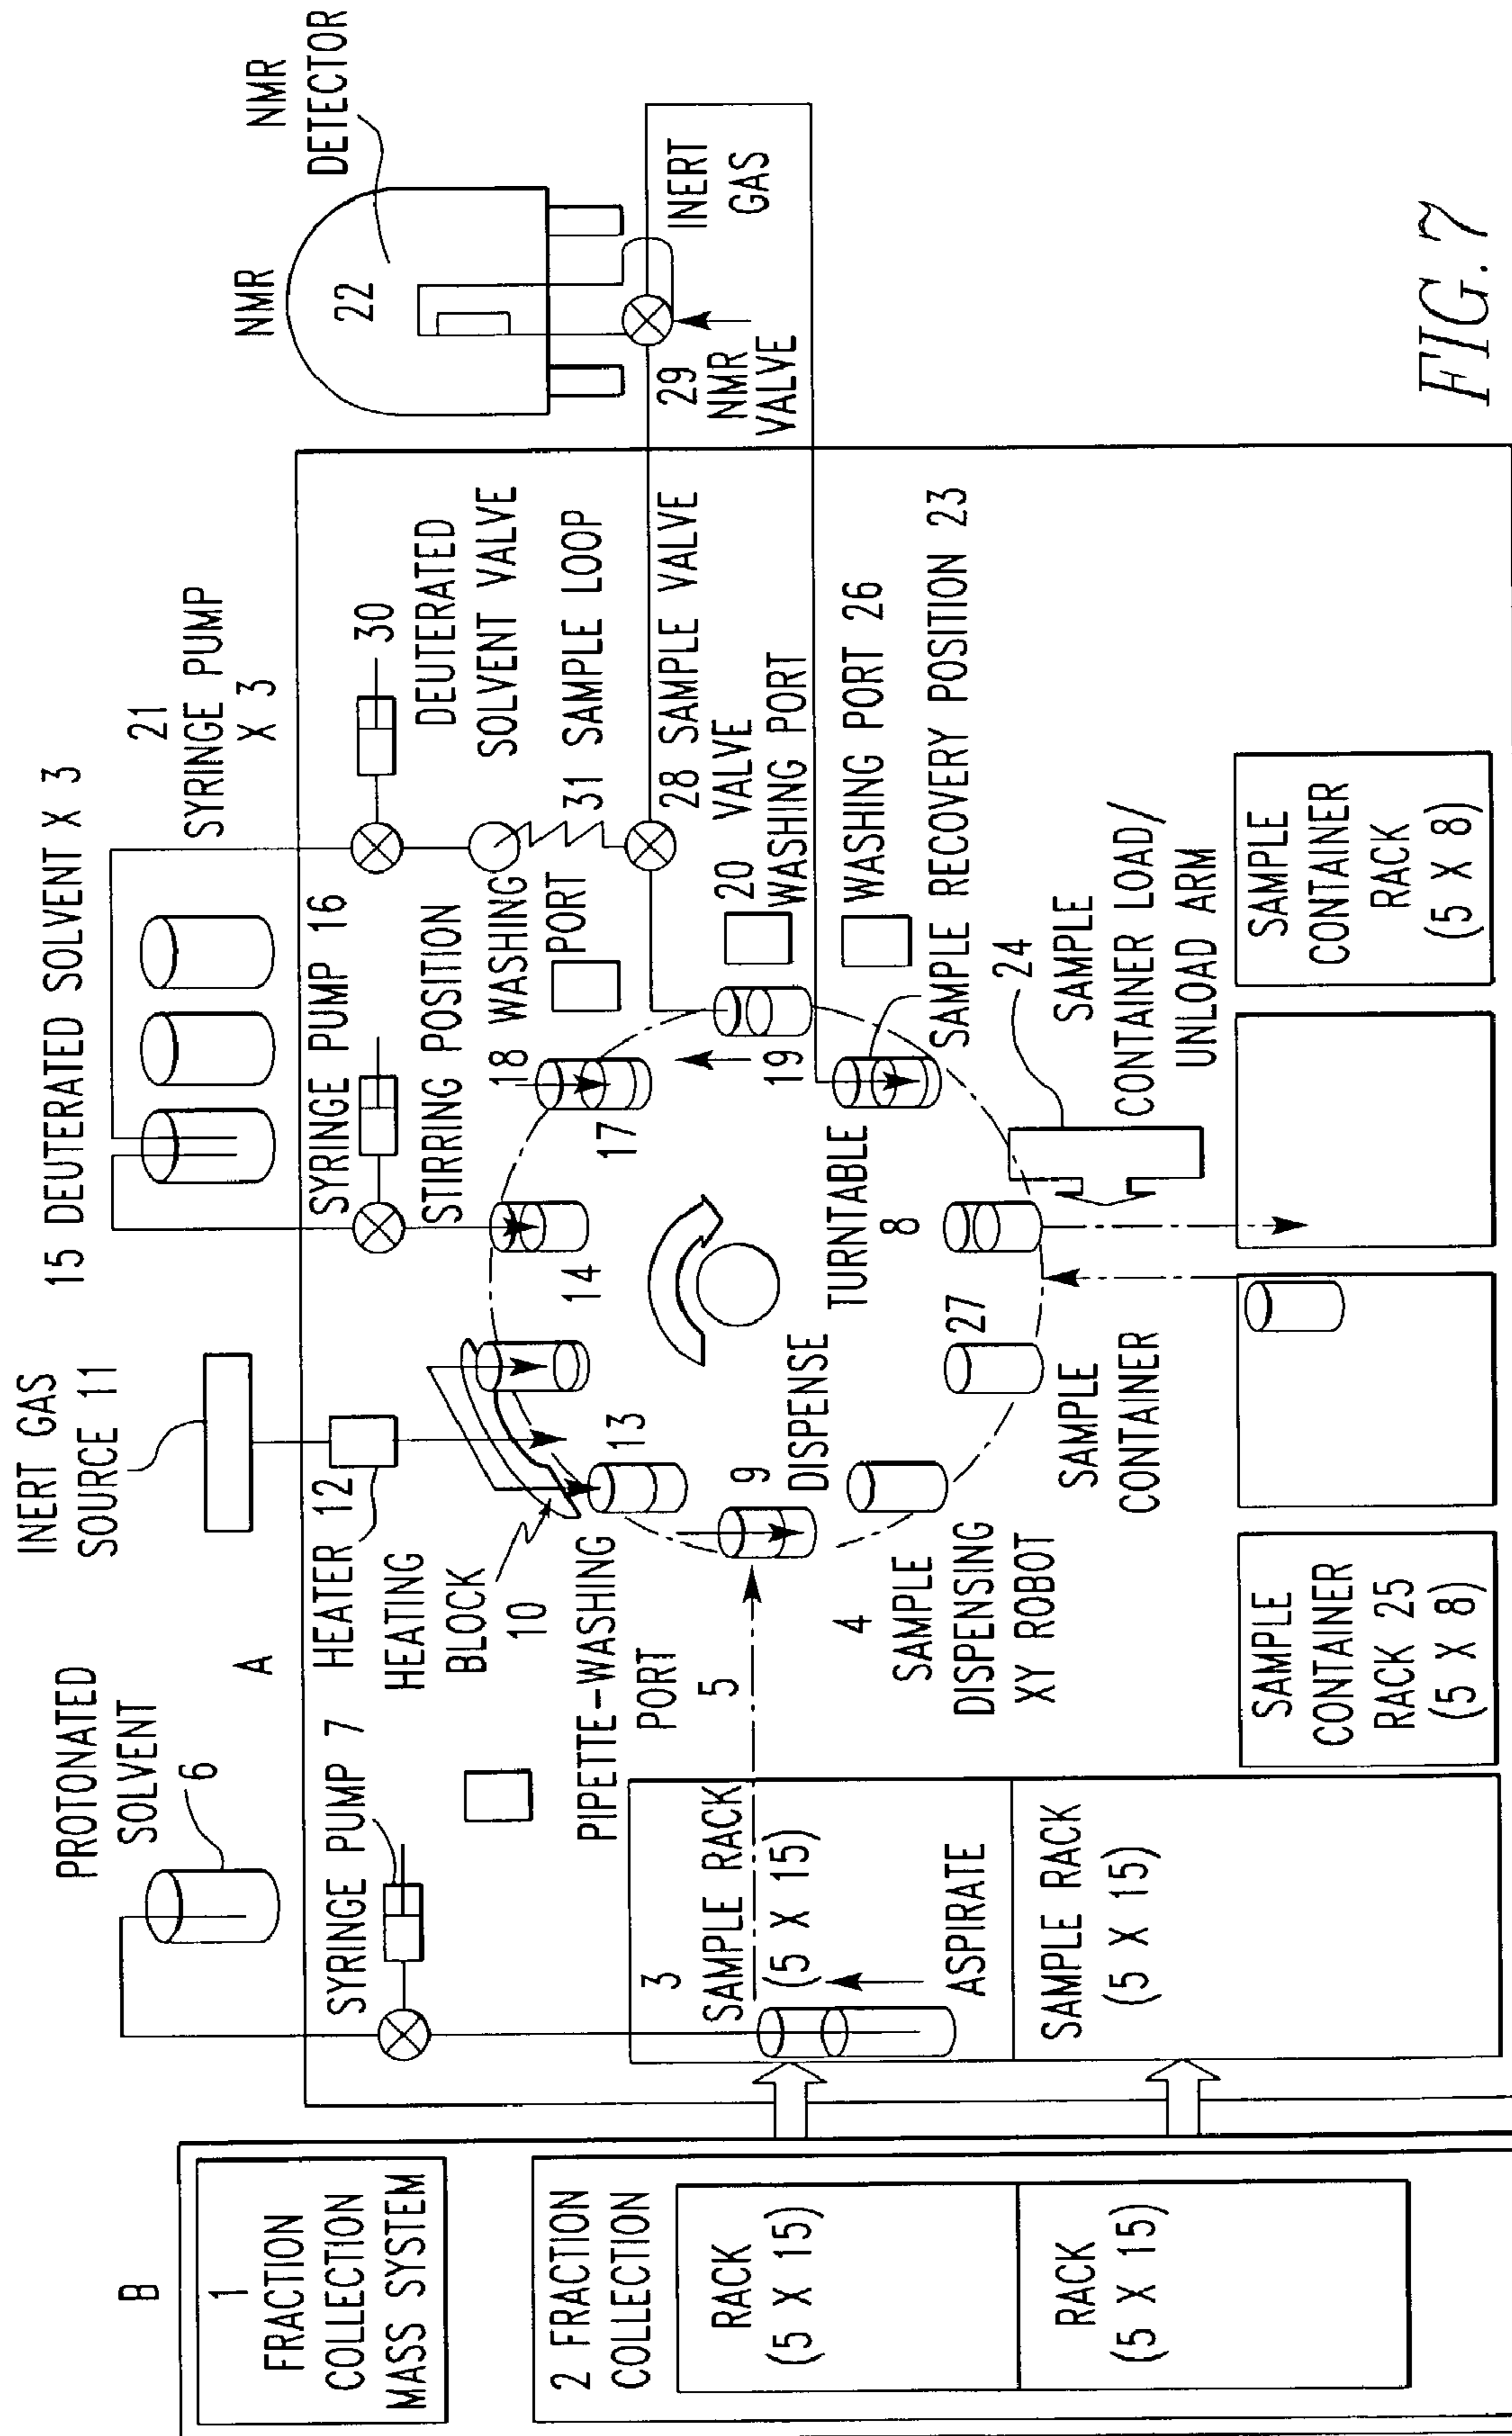 B
1
FRACTION
COLLECTION
MASS SYSTEM
2 FRACTION
COLLECTION
RACK
(5 X 15)
RACK
(5 X 15)
PROTONATED
SOLVENT
6
A
SYRINGE PUMP 7
PIPETTE-WASHING
PORT
5
3
SAMPLE RACK
(5 X 15)
ASPIRATE
SAMPLE RACK
(5 X 15)
INERT GAS
SOURCE 11
HEATER 12
HEATING
BLOCK
10
13
9
DISPENSE
4
SAMPLE
DISPENSING
XY ROBOT
SAMPLE
CONTAINER
RACK 25
(5 X 8)
15 DEUTERATED SOLVENT X 3
SYRINGE PUMP 16
STIRRING POSITION
14
17
18
WASHING
PORT
TURNTABLE
8
27
SAMPLE
CONTAINER
21
SYRINGE PUMP
X 3
30
DEUTERATED
SOLVENT VALVE
31 SAMPLE LOOP
28 SAMPLE VALVE
20
VALVE
WASHING PORT
19
WASHING PORT 26
SAMPLE RECOVERY POSITION 23
24
SAMPLE
CONTAINER LOAD/
UNLOAD ARM
SAMPLE
CONTAINER
RACK
(5 X 8)
NMR
22
NMR
DETECTOR
29
NMR
VALVE
INERT
GAS
FIG. 7